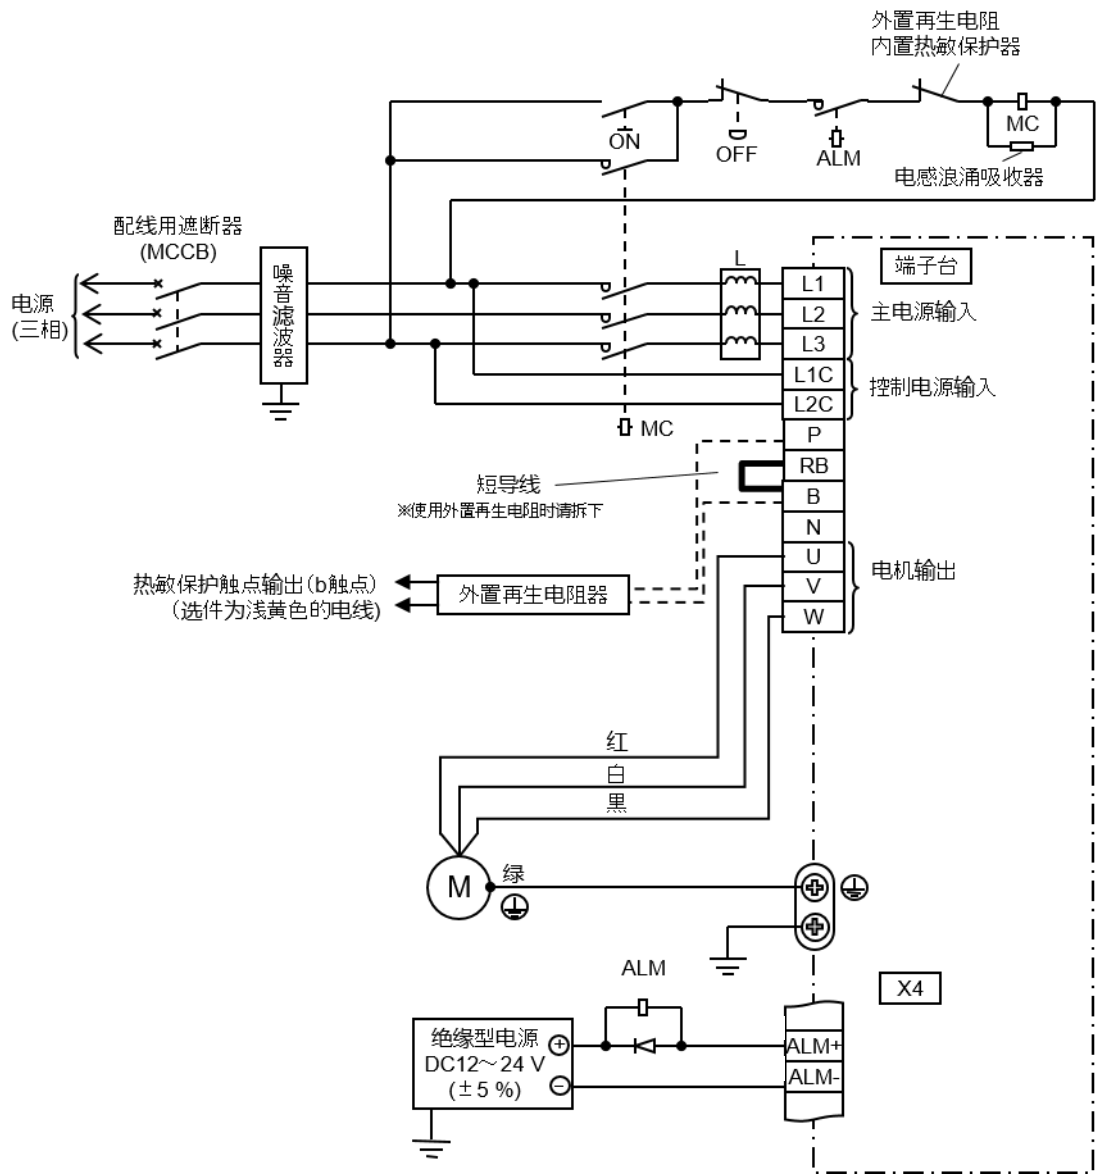 外置再生电阻
内置热敏保护器
ON
OFF
ALM
MC
电感浪涌吸收器
配线用遮断器
(MCCB)
电源
(三相)
噪音滤波器
L
端子台
L1
L2
L3
L1C
L2C
P
RB
B
N
U
V
W
主电源输入
控制电源输入
电机输出
MC
短导线
※使用外置再生电阻时请拆下
热敏保护触点输出(b触点)
(选件为浅黄色的电线)
外置再生电阻器
红
白
黑
M
绿
ALM
X4
绝缘型电源
DC12~24 V
(±5 %)
+
−
ALM+
ALM-